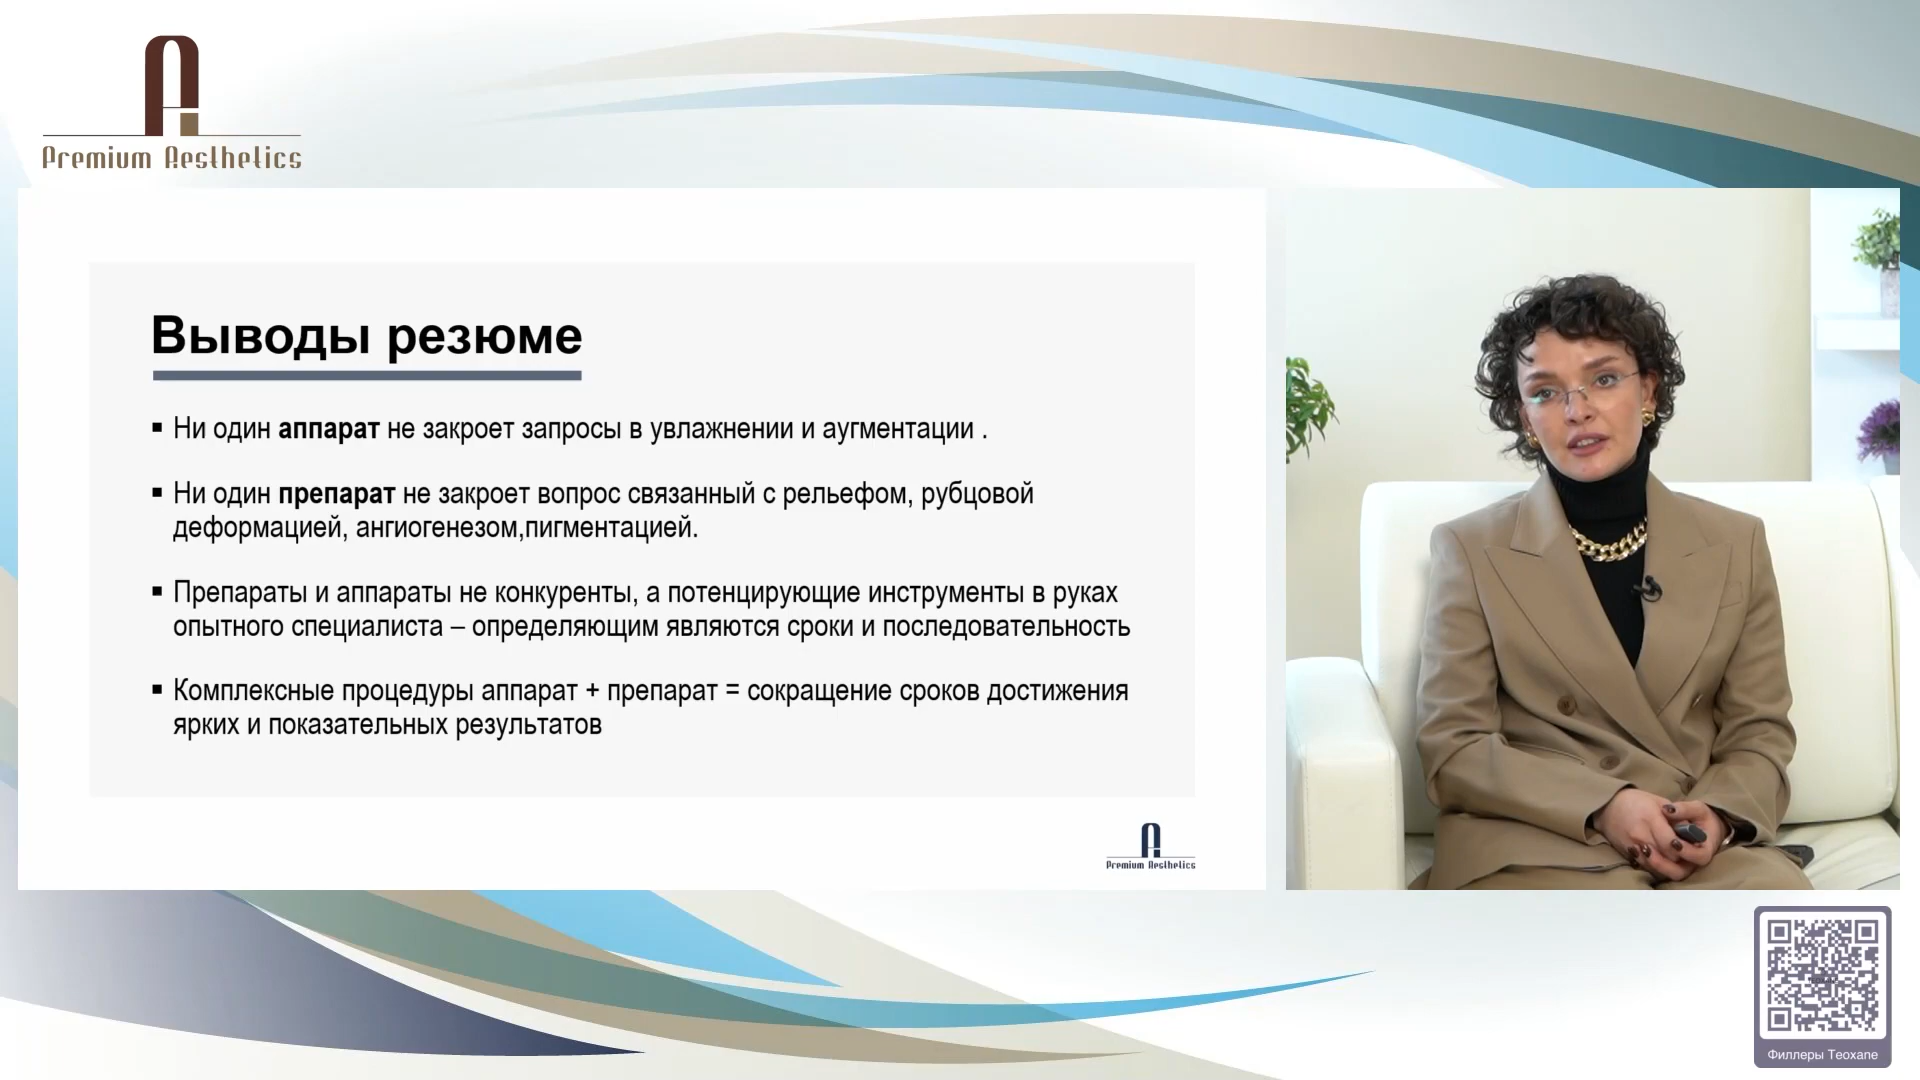 Premium Aesthetics
Выводы резюме
▪ Ни один аппарат не закроет запросы в увлажнении и аугментации .
▪ Ни один препарат не закроет вопрос связанный с рельефом, рубцовой
деформацией, ангиогенезом,пигментацией.
▪ Препараты и аппараты не конкуренты, а потенцирующие инструменты в руках
опытного специалиста – определяющим являются сроки и последовательность
▪ Комплексные процедуры аппарат + препарат = сокращение сроков достижения
ярких и показательных результатов
Premium Aesthetics
Филлеры Теохапе